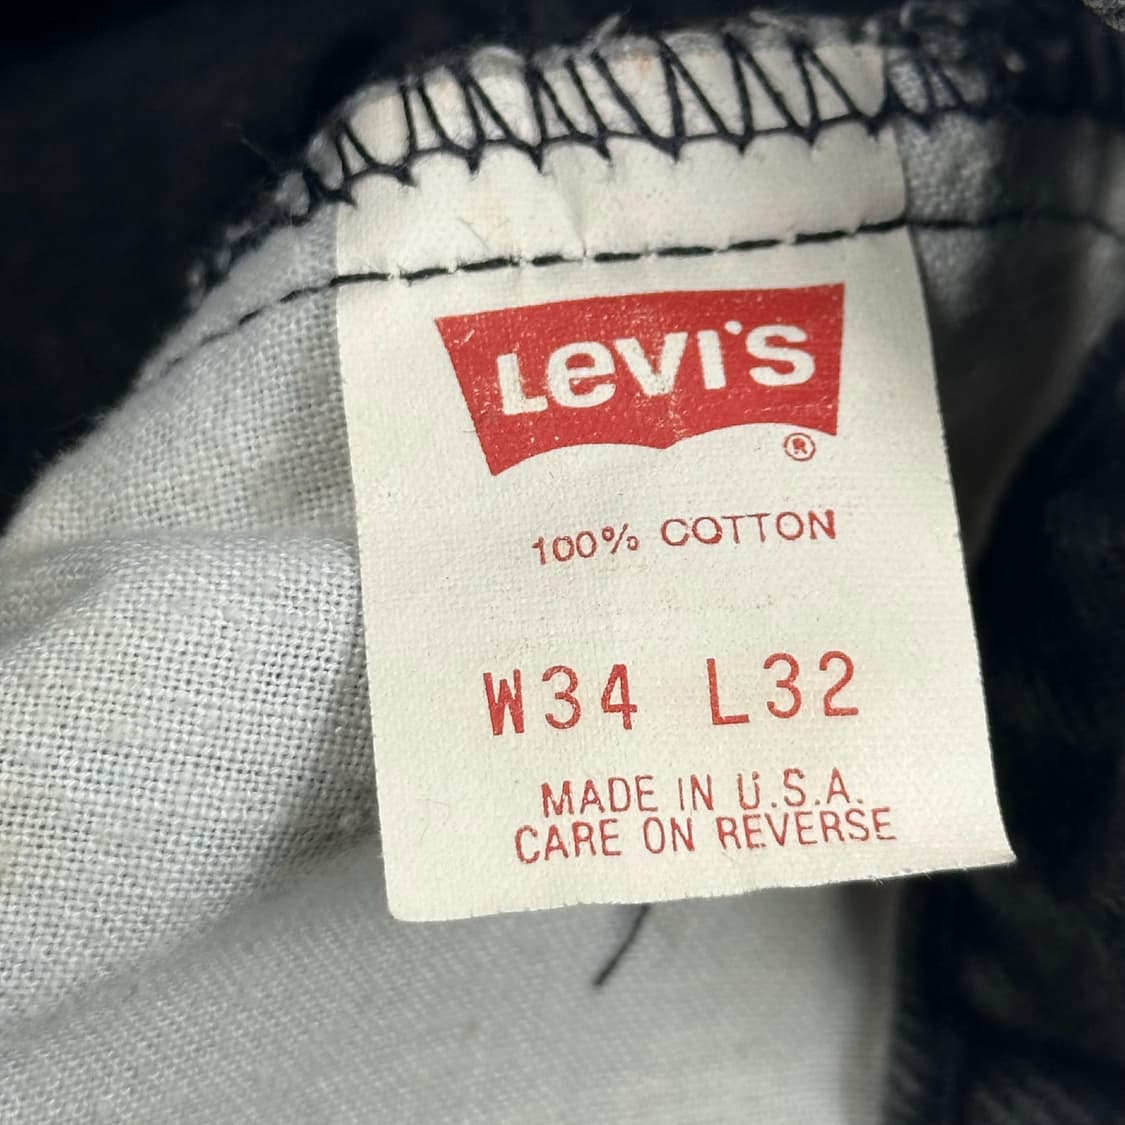 Levi's
®
100% COTTON
W34 L32
MADE IN U.S.A.
CARE ON REVERSE